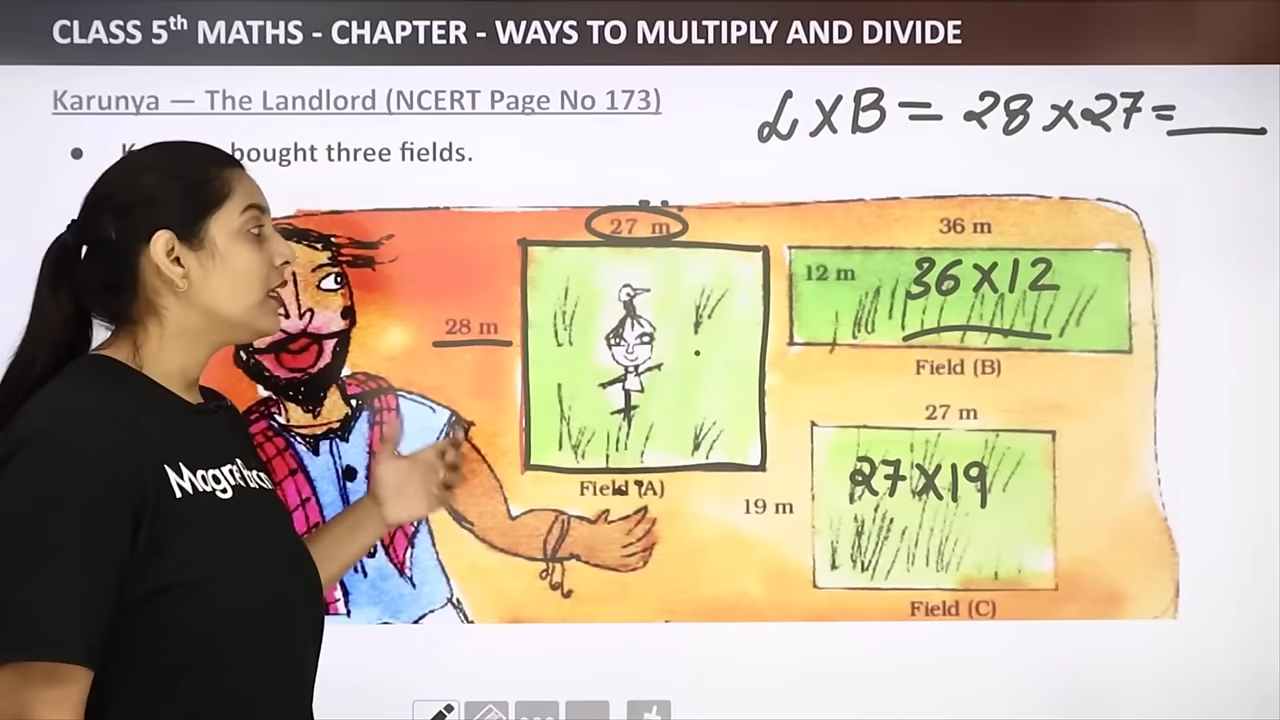 CLASS 5th MATHS - CHAPTER - WAYS TO MULTIPLY AND DIVIDE
Karunya — The Landlord (NCERT Page No 173)
L X B = 28 X 27 = ___
• bought three fields.
27 m
28 m
Field (A)
36 m
12 m
36 X 12
Field (B)
27 m
19 m
27 X 19
Field (C)